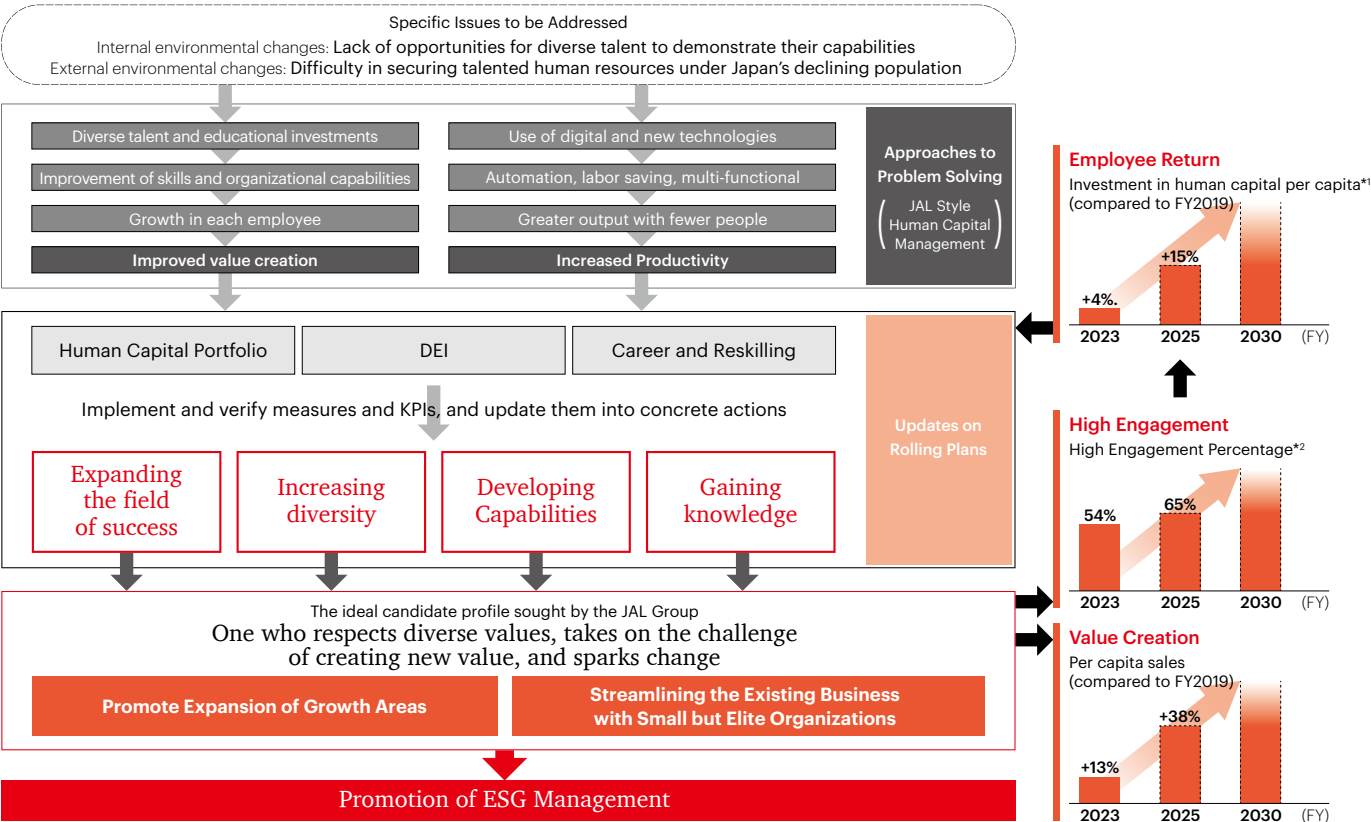 Specific Issues to be Addressed
Internal environmental changes: Lack of opportunities for diverse talent to demonstrate their capabilities
External environmental changes: Difficulty in securing talented human resources under Japan's declining population
Diverse talent and educational investments
Improvement of skills and organizational capabilities
Growth in each employee
Improved value creation
Use of digital and new technologies
Automation, labor saving, multi-functional
Greater output with fewer people
Increased Productivity
Approaches to
Problem Solving
(JAL Style
Human Capital
Management)
Human Capital Portfolio
DEI
Career and Reskilling
Implement and verify measures and KPIs, and update them into concrete actions
Expanding
the field
of success
Increasing
diversity
Developing
Capabilities
Gaining
knowledge
Updates on
Rolling Plans
The ideal candidate profile sought by the JAL Group
One who respects diverse values, takes on the challenge
of creating new value, and sparks change
Promote Expansion of Growth Areas
Streamlining the Existing Business
with Small but Elite Organizations
Promotion of ESG Management
Employee Return
Investment in human capital per capita*1
(compared to FY2019)
+4%.
+15%
2023 2025 2030 (FY)
High Engagement
High Engagement Percentage*2
54%
65%
2023 2025 2030 (FY)
Value Creation
Per capita sales
(compared to FY2019)
+13%
+38%
2023 2025 2030 (FY)